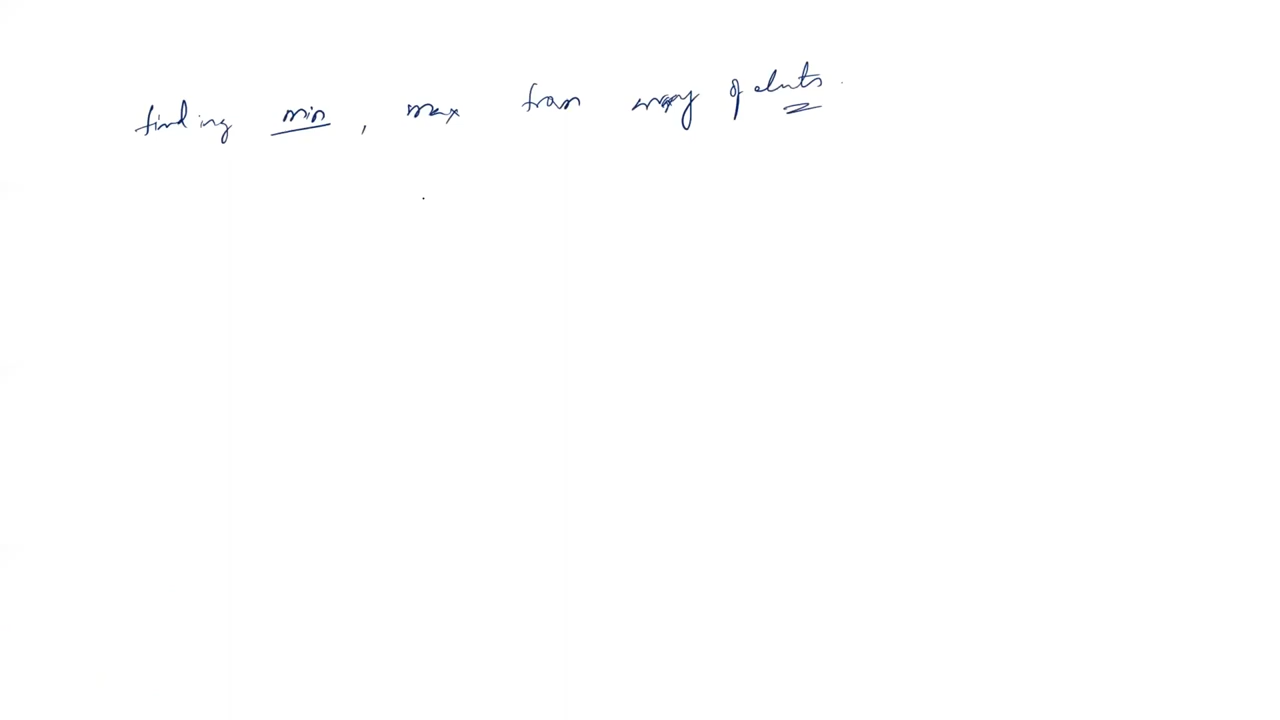 finding min, max from array of elmts.